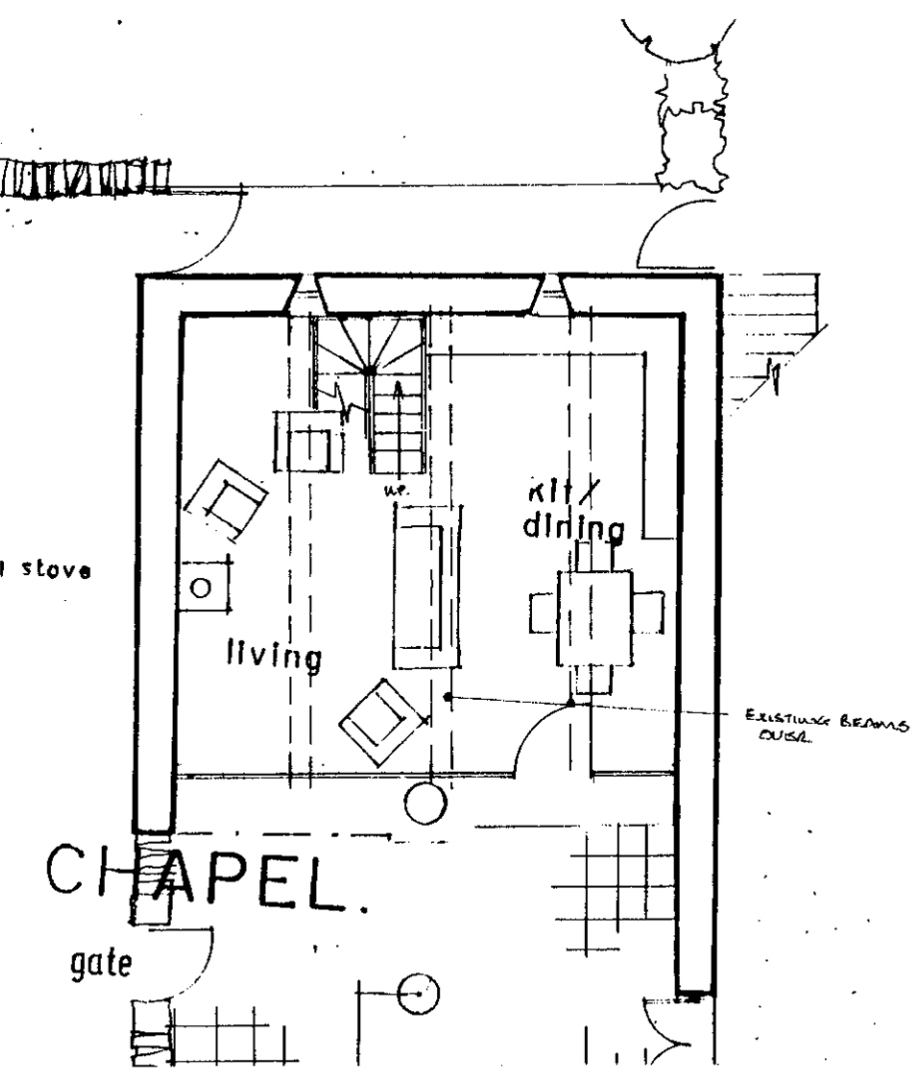 up.
Kit/
dining
stove
living
EXISTING BEAMS
OVER.
CHAPEL.
gate